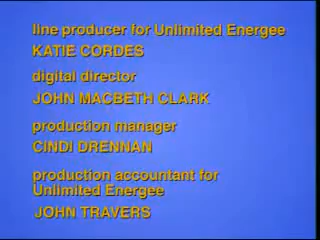 line producer for Unlimited Energee
KATIE CORDES
digital director
JOHN MACBETH CLARK
production manager
CINDI DRENNAN
production accountant for
Unlimited Energee
JOHN TRAVERS